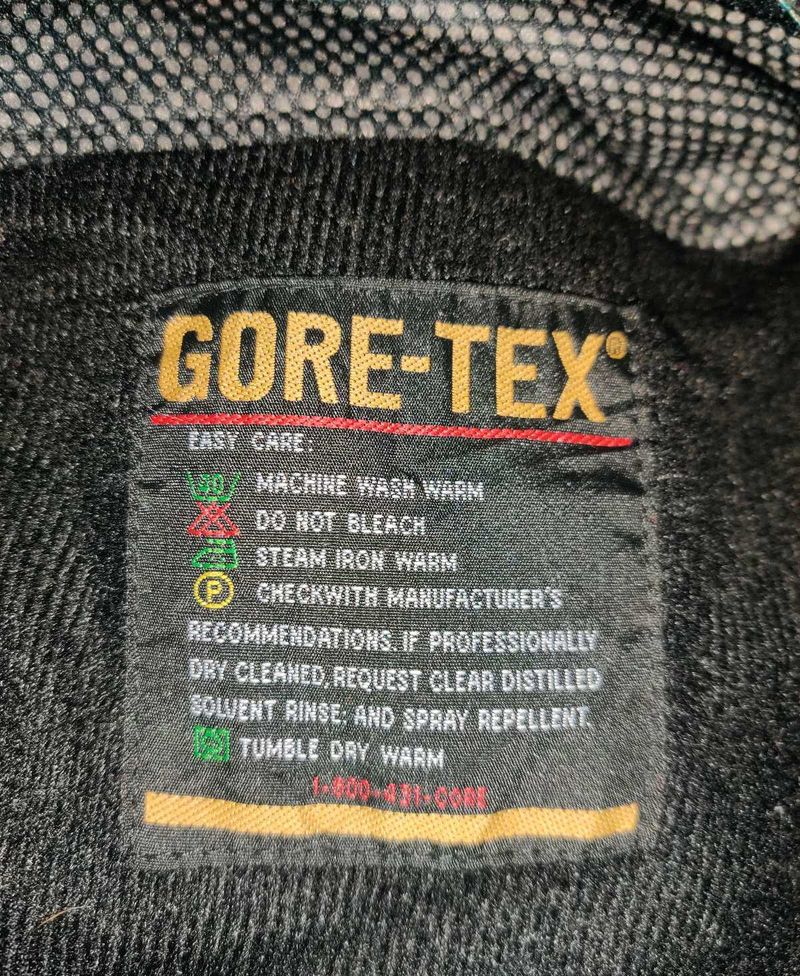 GORE-TEX®
EASY CARE.
MACHINE WASH WARM
DO NOT BLEACH
STEAM IRON WARM
P CHECKWITH MANUFACTURER'S
RECOMMENDATIONS. IF PROFESSIONALLY
DRY CLEANED, REQUEST CLEAR DISTILLED
SOLVENT RINSE; AND SPRAY REPELLENT.
TUMBLE DRY WARM
1-800-431-GORE